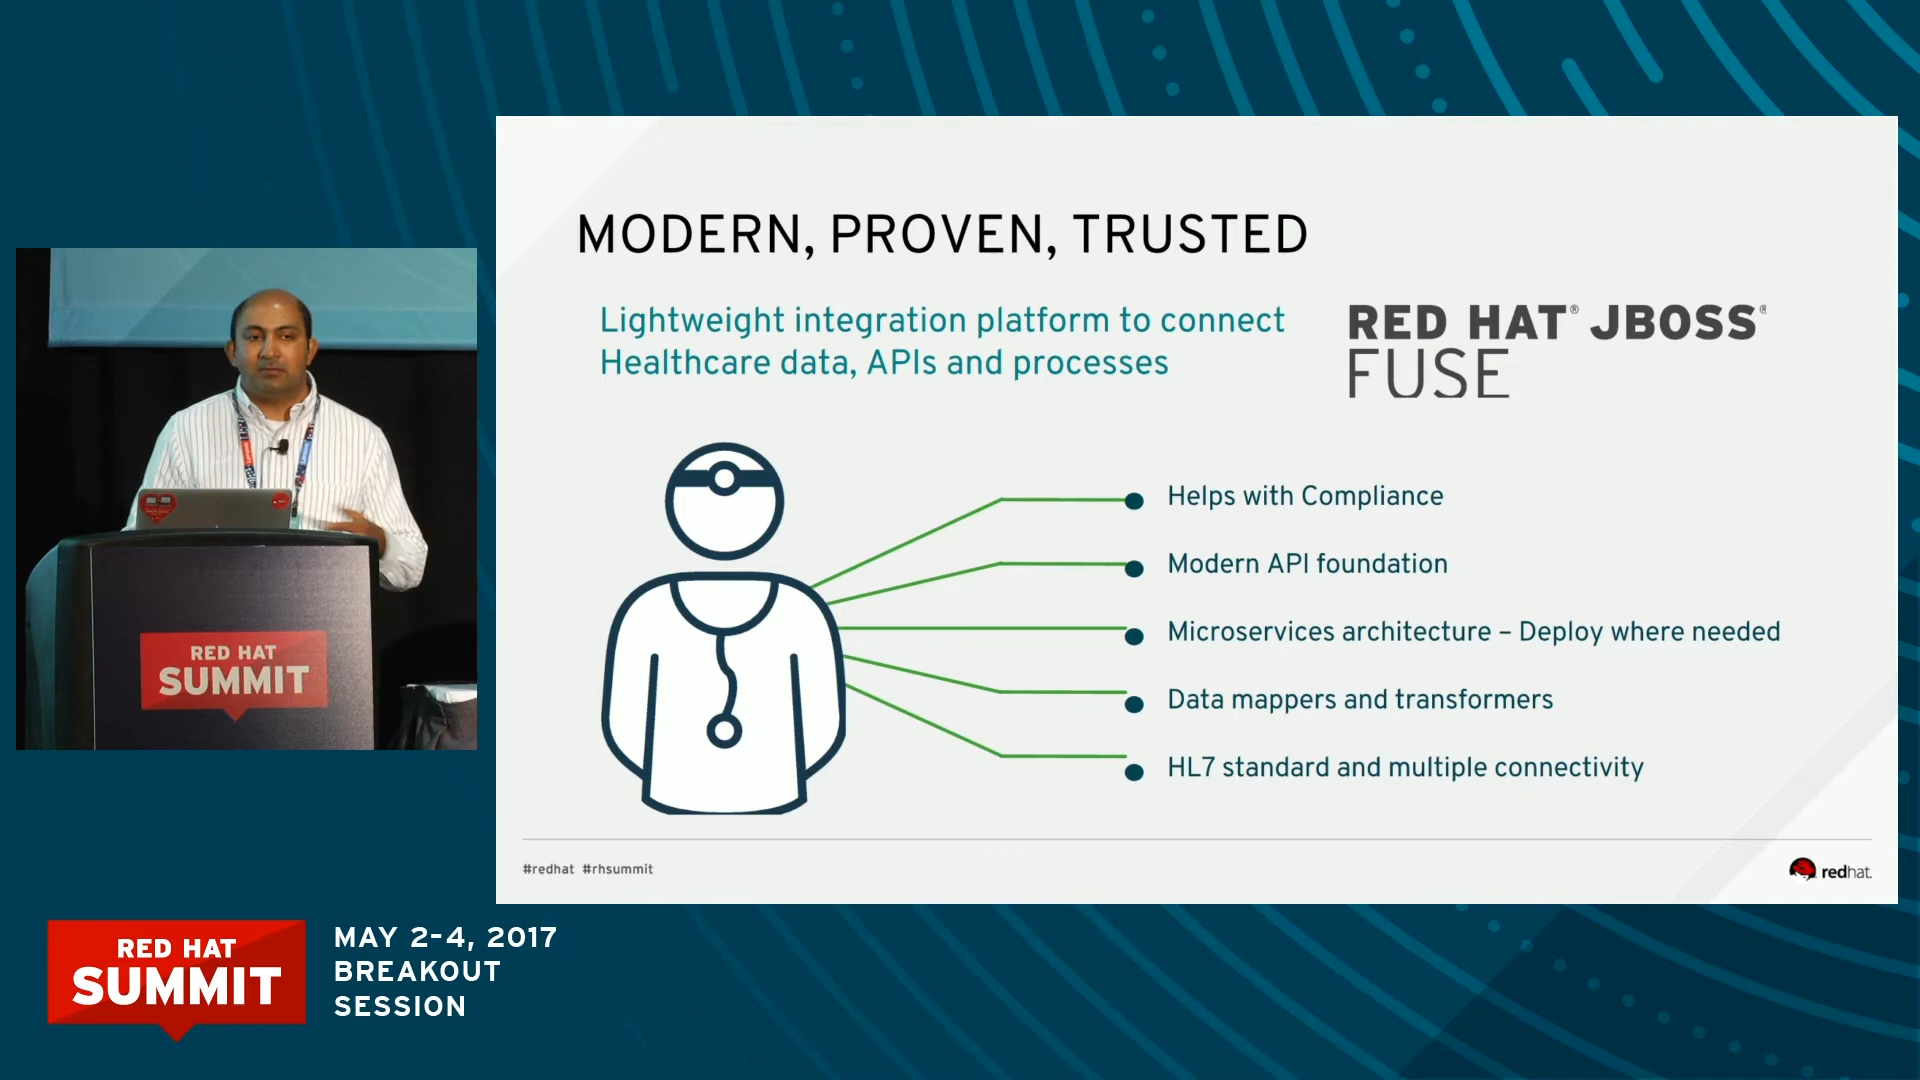 MODERN, PROVEN, TRUSTED
Lightweight integration platform to connect
Healthcare data, APIs and processes
RED HAT® JBOSS®
FUSE
Helps with Compliance
Modern API foundation
Microservices architecture – Deploy where needed
Data mappers and transformers
HL7 standard and multiple connectivity
#redhat #rhsummit
redhat.
RED HAT
SUMMIT
RED HAT
SUMMIT
MAY 2-4, 2017
BREAKOUT
SESSION